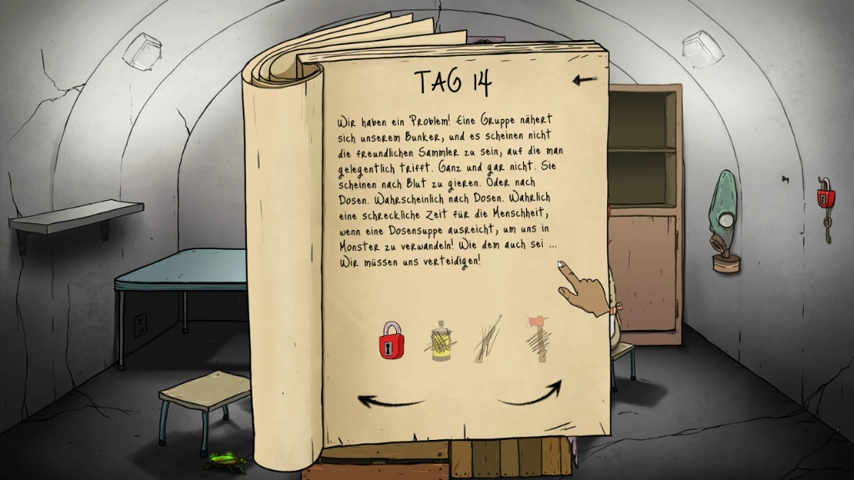 TAG 14
Wir haben ein Problem! Eine Gruppe nähert
sich unserem Bunker, und es scheinen nicht
die freundlichen Sammler zu sein, auf die man
gelegentlich trifft. Ganz und gar nicht. Sie
scheinen nach Blut zu gieren. Oder nach
Dosen. Wahrscheinlich nach Dosen. Wahrlich
eine schreckliche Zeit für die Menschheit,
wenn eine Dosensuppe ausreicht, um uns in
Monster zu verwandeln! Wie dem auch sei ...
Wir müssen uns verteidigen!